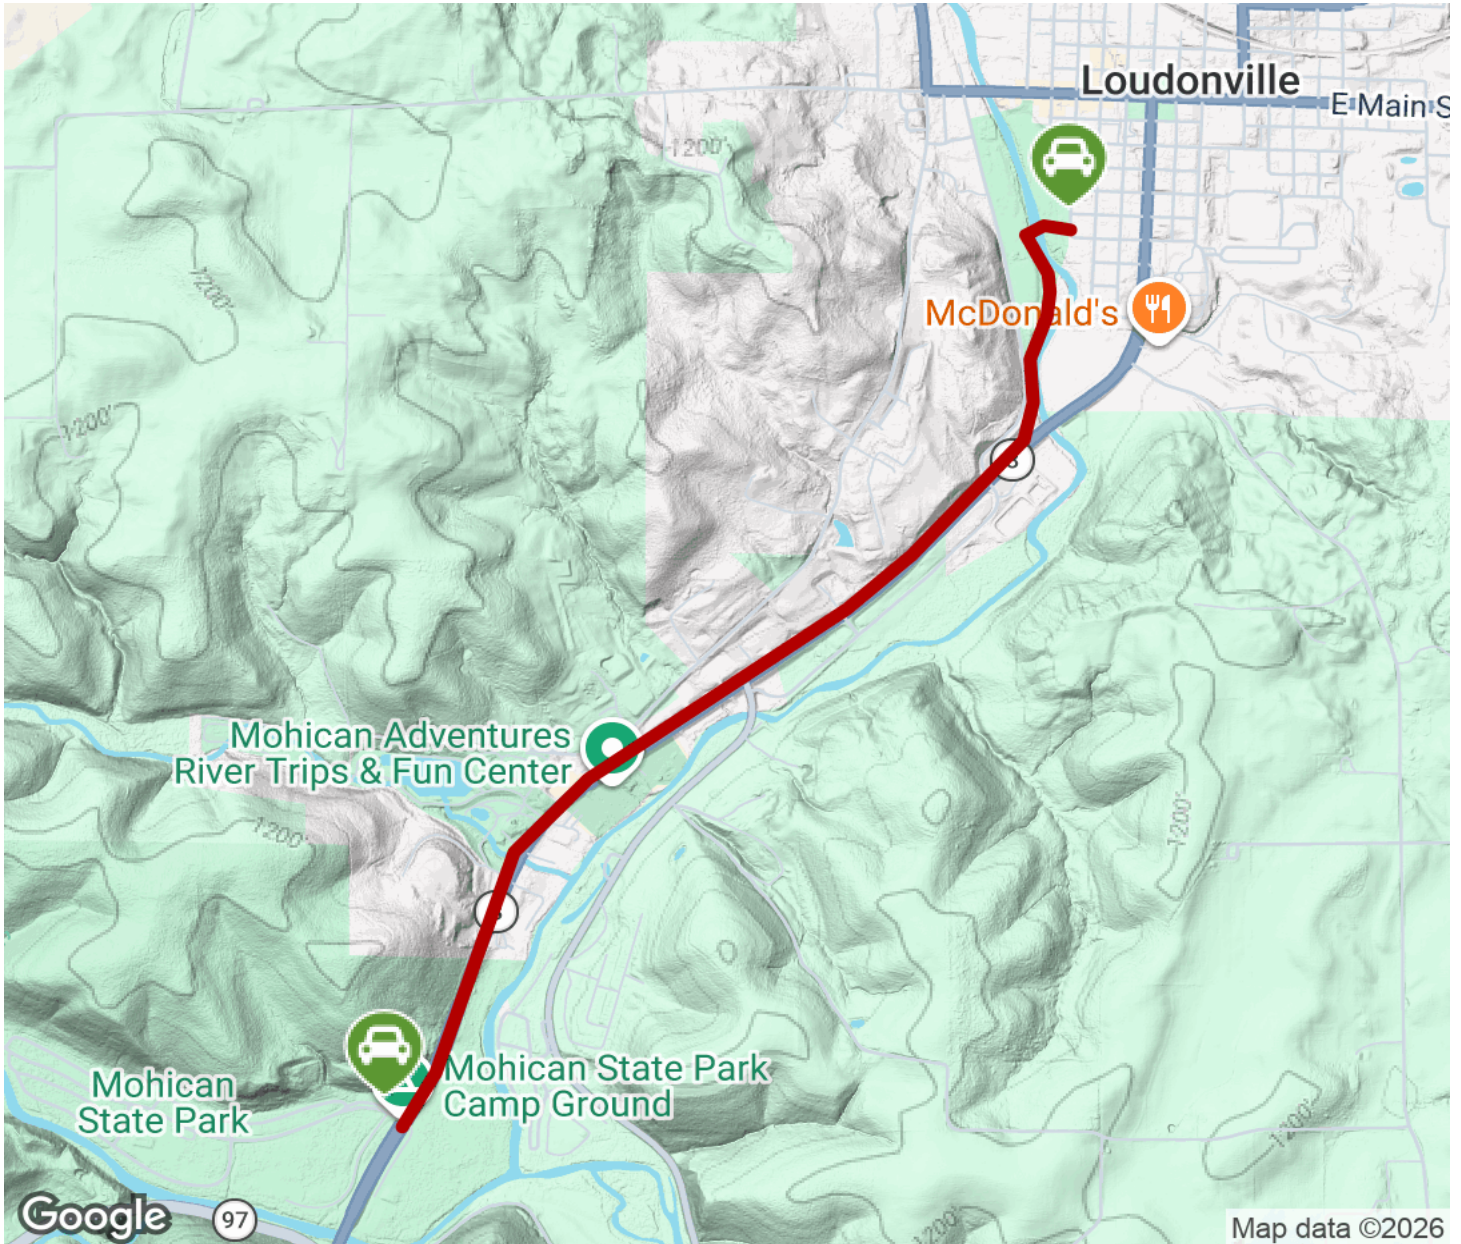 Loudonville
E Main S
1200'
1200'
McDonald's
1200'
Mohican Adventures
River Trips & Fun Center
1200'
1200'
Mohican State Park
Camp Ground
Mohican
State Park
1200'
1200'
Google
97
Map data ©2026